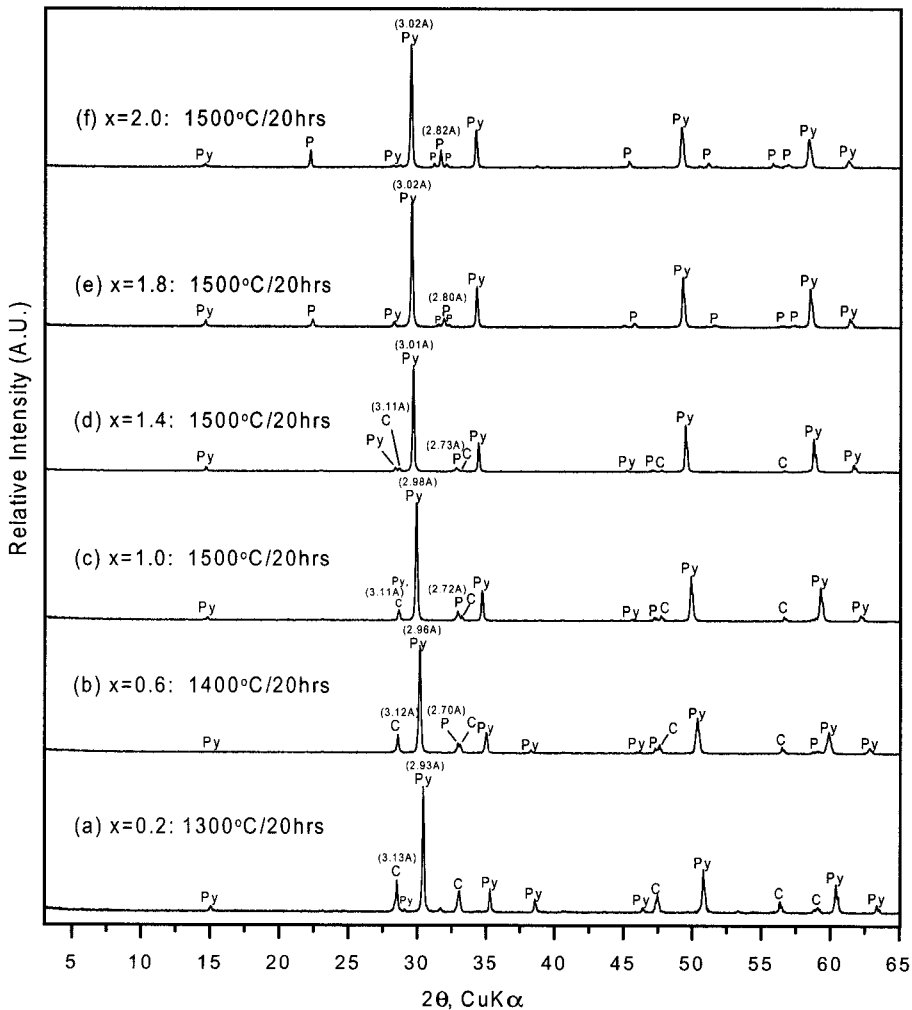 (3.02A)
Py
(f) x=2.0: 1500°C/20hrs
Py
P
Py
(2.82A)
P
P
P
Py
P
Py
P
P
P
Py
Py
(3.02A)
Py
(e) x=1.8: 1500°C/20hrs
Py
P
Py
(2.80A)
P
P
P
Py
P
Py
P
P
P
Py
Py
(3.01A)
Py
(d) x=1.4: 1500°C/20hrs
(3.11A)
C
Py
Py
(2.73A)
P
C
Py
Py
P
C
Py
C
Py
Py
(2.98A)
Py
(c) x=1.0: 1500°C/20hrs
Py
Py,
(3.11A)
C
(2.72A)
P
C
Py
Py
P
C
Py
C
Py
Py
(2.96A)
Py
(b) x=0.6: 1400°C/20hrs
Py
(3.12A)
C
(2.70A)
P
C
Py
Py
Py
P
C
Py
C
P
Py
Py
(2.93A)
Py
(a) x=0.2: 1300°C/20hrs
Py
(3.13A)
C
Py
C
Py
Py
Py
C
Py
C
C
Py
Py
Relative Intensity (A.U.)
5 10 15 20 25 30 35 40 45 50 55 60 65
2θ, CuKα